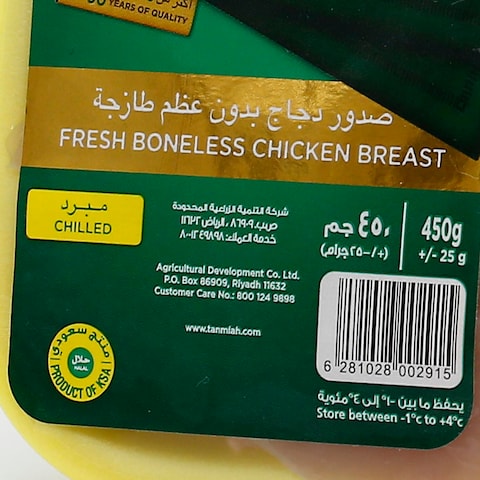 YEARS OF QUALITY
صدور دجاج بدون عظم طازجة
FRESH BONELESS CHICKEN BREAST
مبرد
CHILLED
شركة التنمية الزراعية المحدودة
ص.ب. ٨٦٩٠٩، الرياض ١١٦٣٢
خدمة العملاء: ٨٠٠١٢٤٩٨٩٨
Agricultural Development Co. Ltd.
P.O. Box 86909, Riyadh 11632
Customer Care No.: 800 124 9898
www.tanmiah.com
٤٥٠ جم
(+/-٢٥ جرام)
450g
+/- 25 g
6 281028 002915
منتج سعودي
حلال
HALAL
PRODUCT OF KSA
يحفظ ما بين -١° إلى ٤° مئوية
Store between -1°c to +4°c